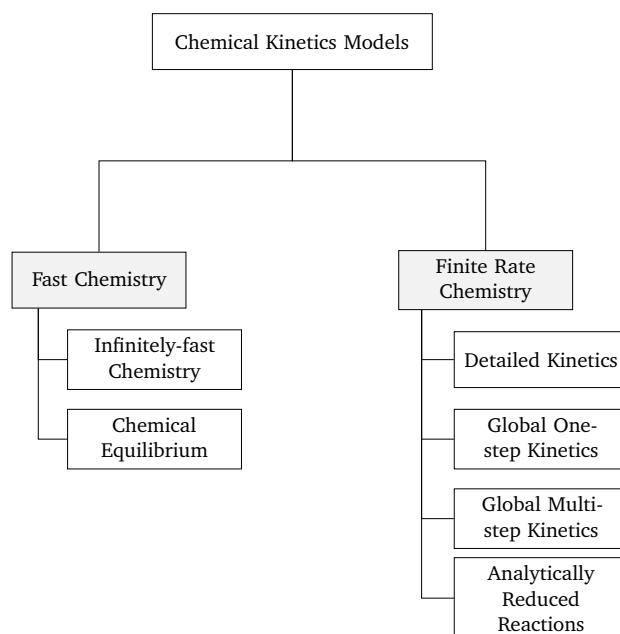 Chemical Kinetics Models
Fast Chemistry
Infinitely-fast
Chemistry
Chemical
Equilibrium
Finite Rate
Chemistry
Detailed Kinetics
Global One-
step Kinetics
Global Multi-
step Kinetics
Analytically
Reduced
Reactions